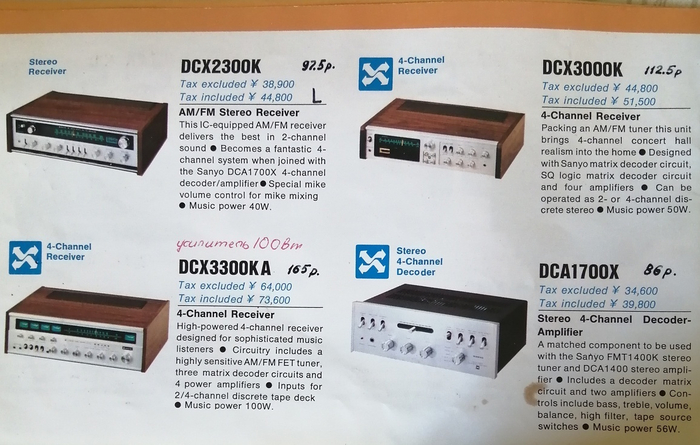 Stereo
Receiver
DCX2300K 97.5р.
Tax excluded ¥ 38,900
Tax included ¥ 44,800 L
AM/FM Stereo Receiver
This IC-equipped AM/FM receiver
delivers the best in 2-channel
sound ● Becomes a fantastic 4-
channel system when joined with
the Sanyo DCA1700X 4-channel
decoder/amplifier ● Special mike
volume control for mike mixing
● Music power 40W.
4-Channel
Receiver
DCX3000K 112.5р.
Tax excluded ¥ 44,800
Tax included ¥ 51,500
4-Channel Receiver
Packing an AM/FM tuner this unit
brings 4-channel concert hall
realism into the home ● Designed
with Sanyo matrix decoder circuit,
SQ logic matrix decoder circuit
and four amplifiers ● Can be
operated as 2- or 4-channel dis-
crete stereo ● Music power 50W.
4-Channel
Receiver
усилитель 100Вт
DCX3300KA 165р.
Tax excluded ¥ 64,000
Tax included ¥ 73,600
4-Channel Receiver
High-powered 4-channel receiver
designed for sophisticated music
listeners ● Circuitry includes a
highly sensitive AM/FM FET tuner,
three matrix decoder circuits and
4 power amplifiers ● Inputs for
2/4-channel discrete tape deck
● Music power 100W.
Stereo
4-Channel
Decoder
DCA1700X 86р.
Tax excluded ¥ 34,600
Tax included ¥ 39,800
Stereo 4-Channel Decoder-
Amplifier
A matched component to be used
with the Sanyo FMT1400K stereo
tuner and DCA1400 stereo ampli-
fier ● Includes a decoder matrix
circuit and two amplifiers ● Con-
trols include bass, treble, volume,
balance, high filter, tape source
switches ● Music power 56W.